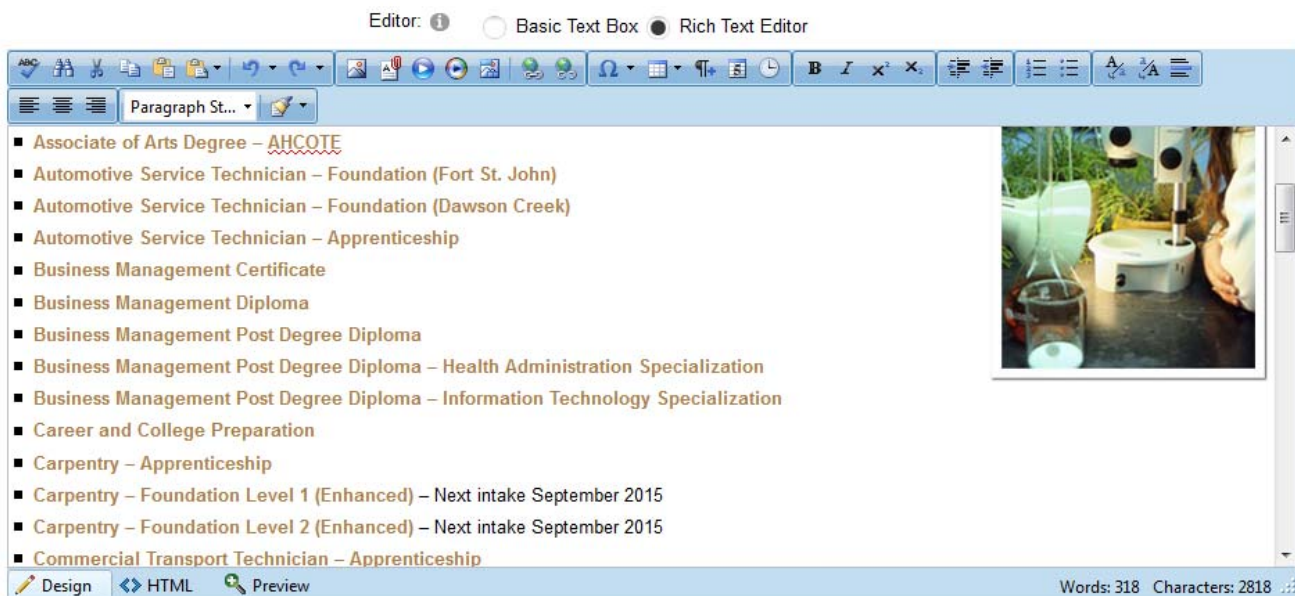 Editor: Basic Text Box Rich Text Editor
ABC Ω ¶ B I x² x₂
Paragraph St...
Associate of Arts Degree – AHCOTE
Automotive Service Technician – Foundation (Fort St. John)
Automotive Service Technician – Foundation (Dawson Creek)
Automotive Service Technician – Apprenticeship
Business Management Certificate
Business Management Diploma
Business Management Post Degree Diploma
Business Management Post Degree Diploma – Health Administration Specialization
Business Management Post Degree Diploma – Information Technology Specialization
Career and College Preparation
Carpentry – Apprenticeship
Carpentry – Foundation Level 1 (Enhanced) – Next intake September 2015
Carpentry – Foundation Level 2 (Enhanced) – Next intake September 2015
Commercial Transport Technician – Apprenticeship
Design HTML Preview Words: 318 Characters: 2818